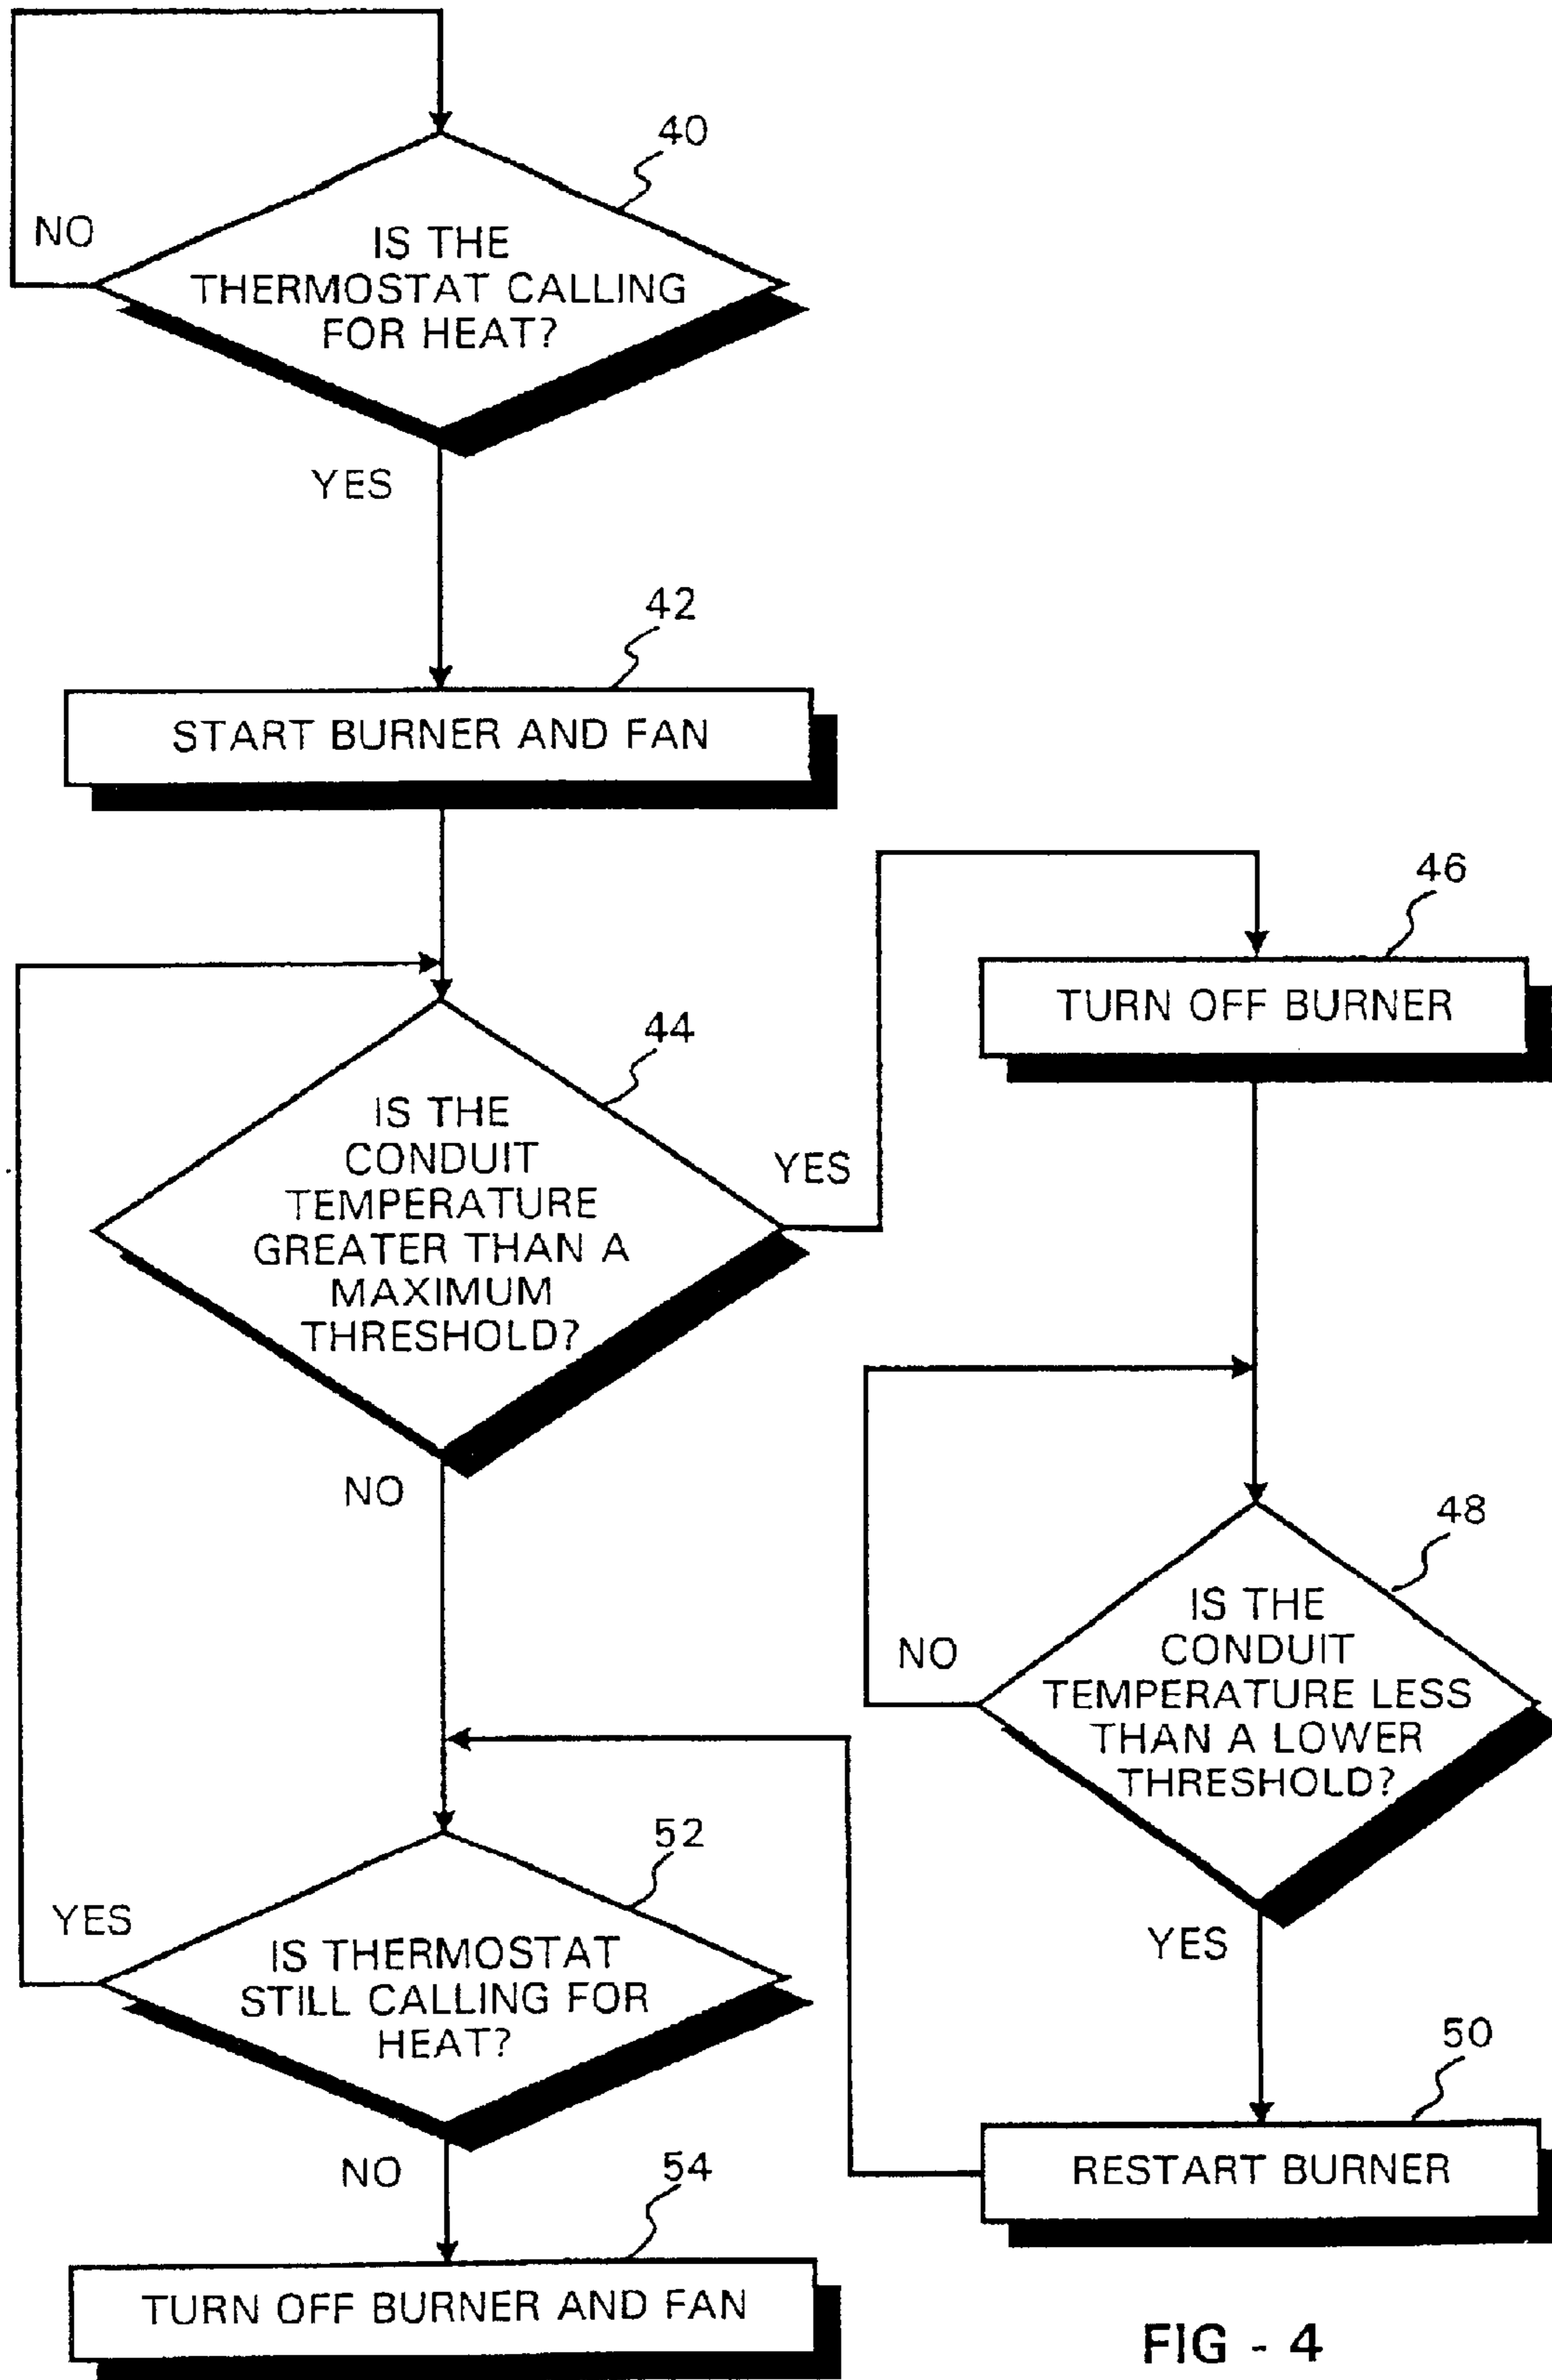 40
NO
IS THE
THERMOSTAT CALLING
FOR HEAT?
YES
42
START BURNER AND FAN
46
TURN OFF BURNER
44
IS THE
CONDUIT
TEMPERATURE
GREATER THAN A
MAXIMUM
THRESHOLD?
YES
NO
48
IS THE
CONDUIT
TEMPERATURE LESS
THAN A LOWER
THRESHOLD?
NO
YES
52
YES
IS THERMOSTAT
STILL CALLING FOR
HEAT?
NO
50
RESTART BURNER
54
TURN OFF BURNER AND FAN
FIG - 4